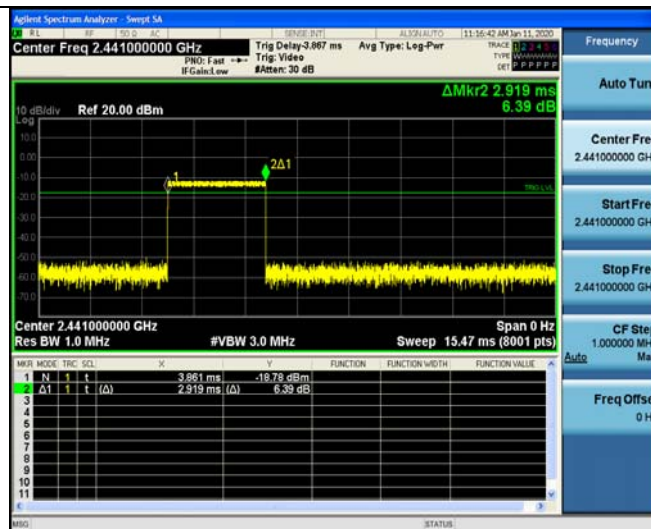 Agilent Spectrum Analyzer - Swept SA
RL RF 50 Ω AC SENSE:INT ALIGN AUTO 11:16:42 AM Jan 11, 2020
Center Freq 2.441000000 GHz
PNO: Fast
IFGain:Low
Trig Delay-3.867 ms
Trig: Video
#Atten: 30 dB
Avg Type: Log-Pwr
TRACE 1 2 3 4 5 6
TYPE
DET P P P P P P
ΔMkr2 2.919 ms
6.39 dB
10 dB/div Ref 20.00 dBm
Log
10.0
0.00
-10.0
-20.0
-30.0
-40.0
-50.0
-60.0
-70.0
1
2Δ1
TRIG LVL
Center 2.441000000 GHz Span 0 Hz
Res BW 1.0 MHz #VBW 3.0 MHz Sweep 15.47 ms (8001 pts)
MKR MODE TRC SCL X Y FUNCTION FUNCTION WIDTH FUNCTION VALUE
1 N 1 t 3.861 ms -18.78 dBm
2 Δ1 1 t (Δ) 2.919 ms (Δ) 6.39 dB
3
4
5
6
7
8
9
10
11
MSG STATUS
Frequency
Auto Tun
Center Fre
2.441000000 GH
Start Fre
2.441000000 GH
Stop Fre
2.441000000 GH
CF Ste
1.000000 MH
Auto Ma
Freq Offse
0 H